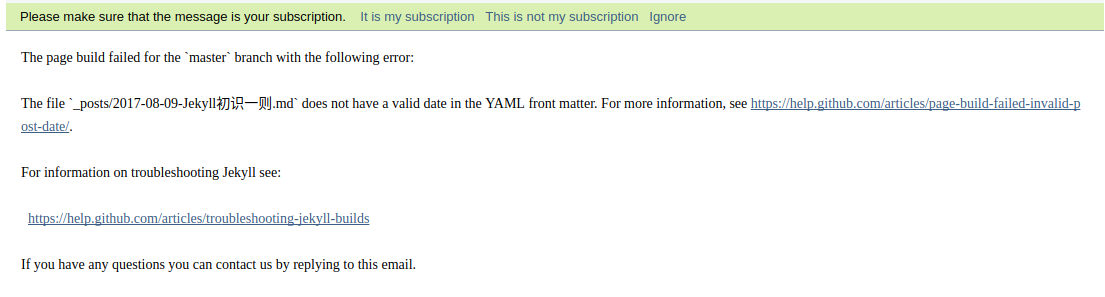 Please make sure that the message is your subscription. It is my subscription This is not my subscription Ignore
The page build failed for the `master` branch with the following error:
The file `_posts/2017-08-09-Jekyll初识一则.md` does not have a valid date in the YAML front matter. For more information, see https://help.github.com/articles/page-build-failed-invalid-p
ost-date/.
For information on troubleshooting Jekyll see:
https://help.github.com/articles/troubleshooting-jekyll-builds
If you have any questions you can contact us by replying to this email.